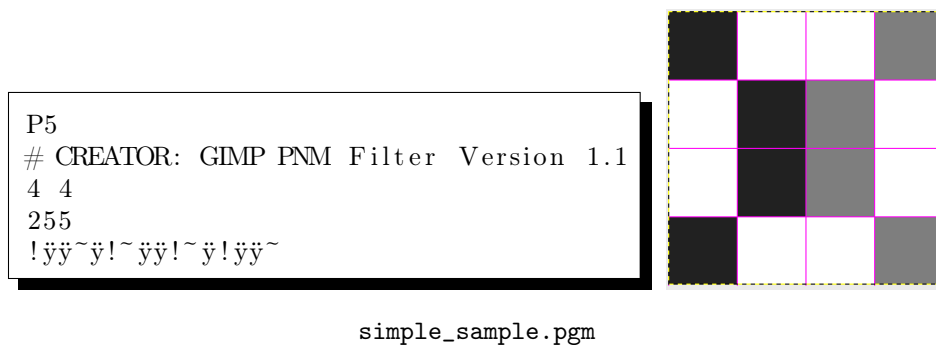 P5
# CREATOR: GIMP PNM Filter Version 1.1
4 4
255
!ÿÿ~ÿ!~ÿÿ!~ÿ!ÿÿ~
simple_sample.pgm